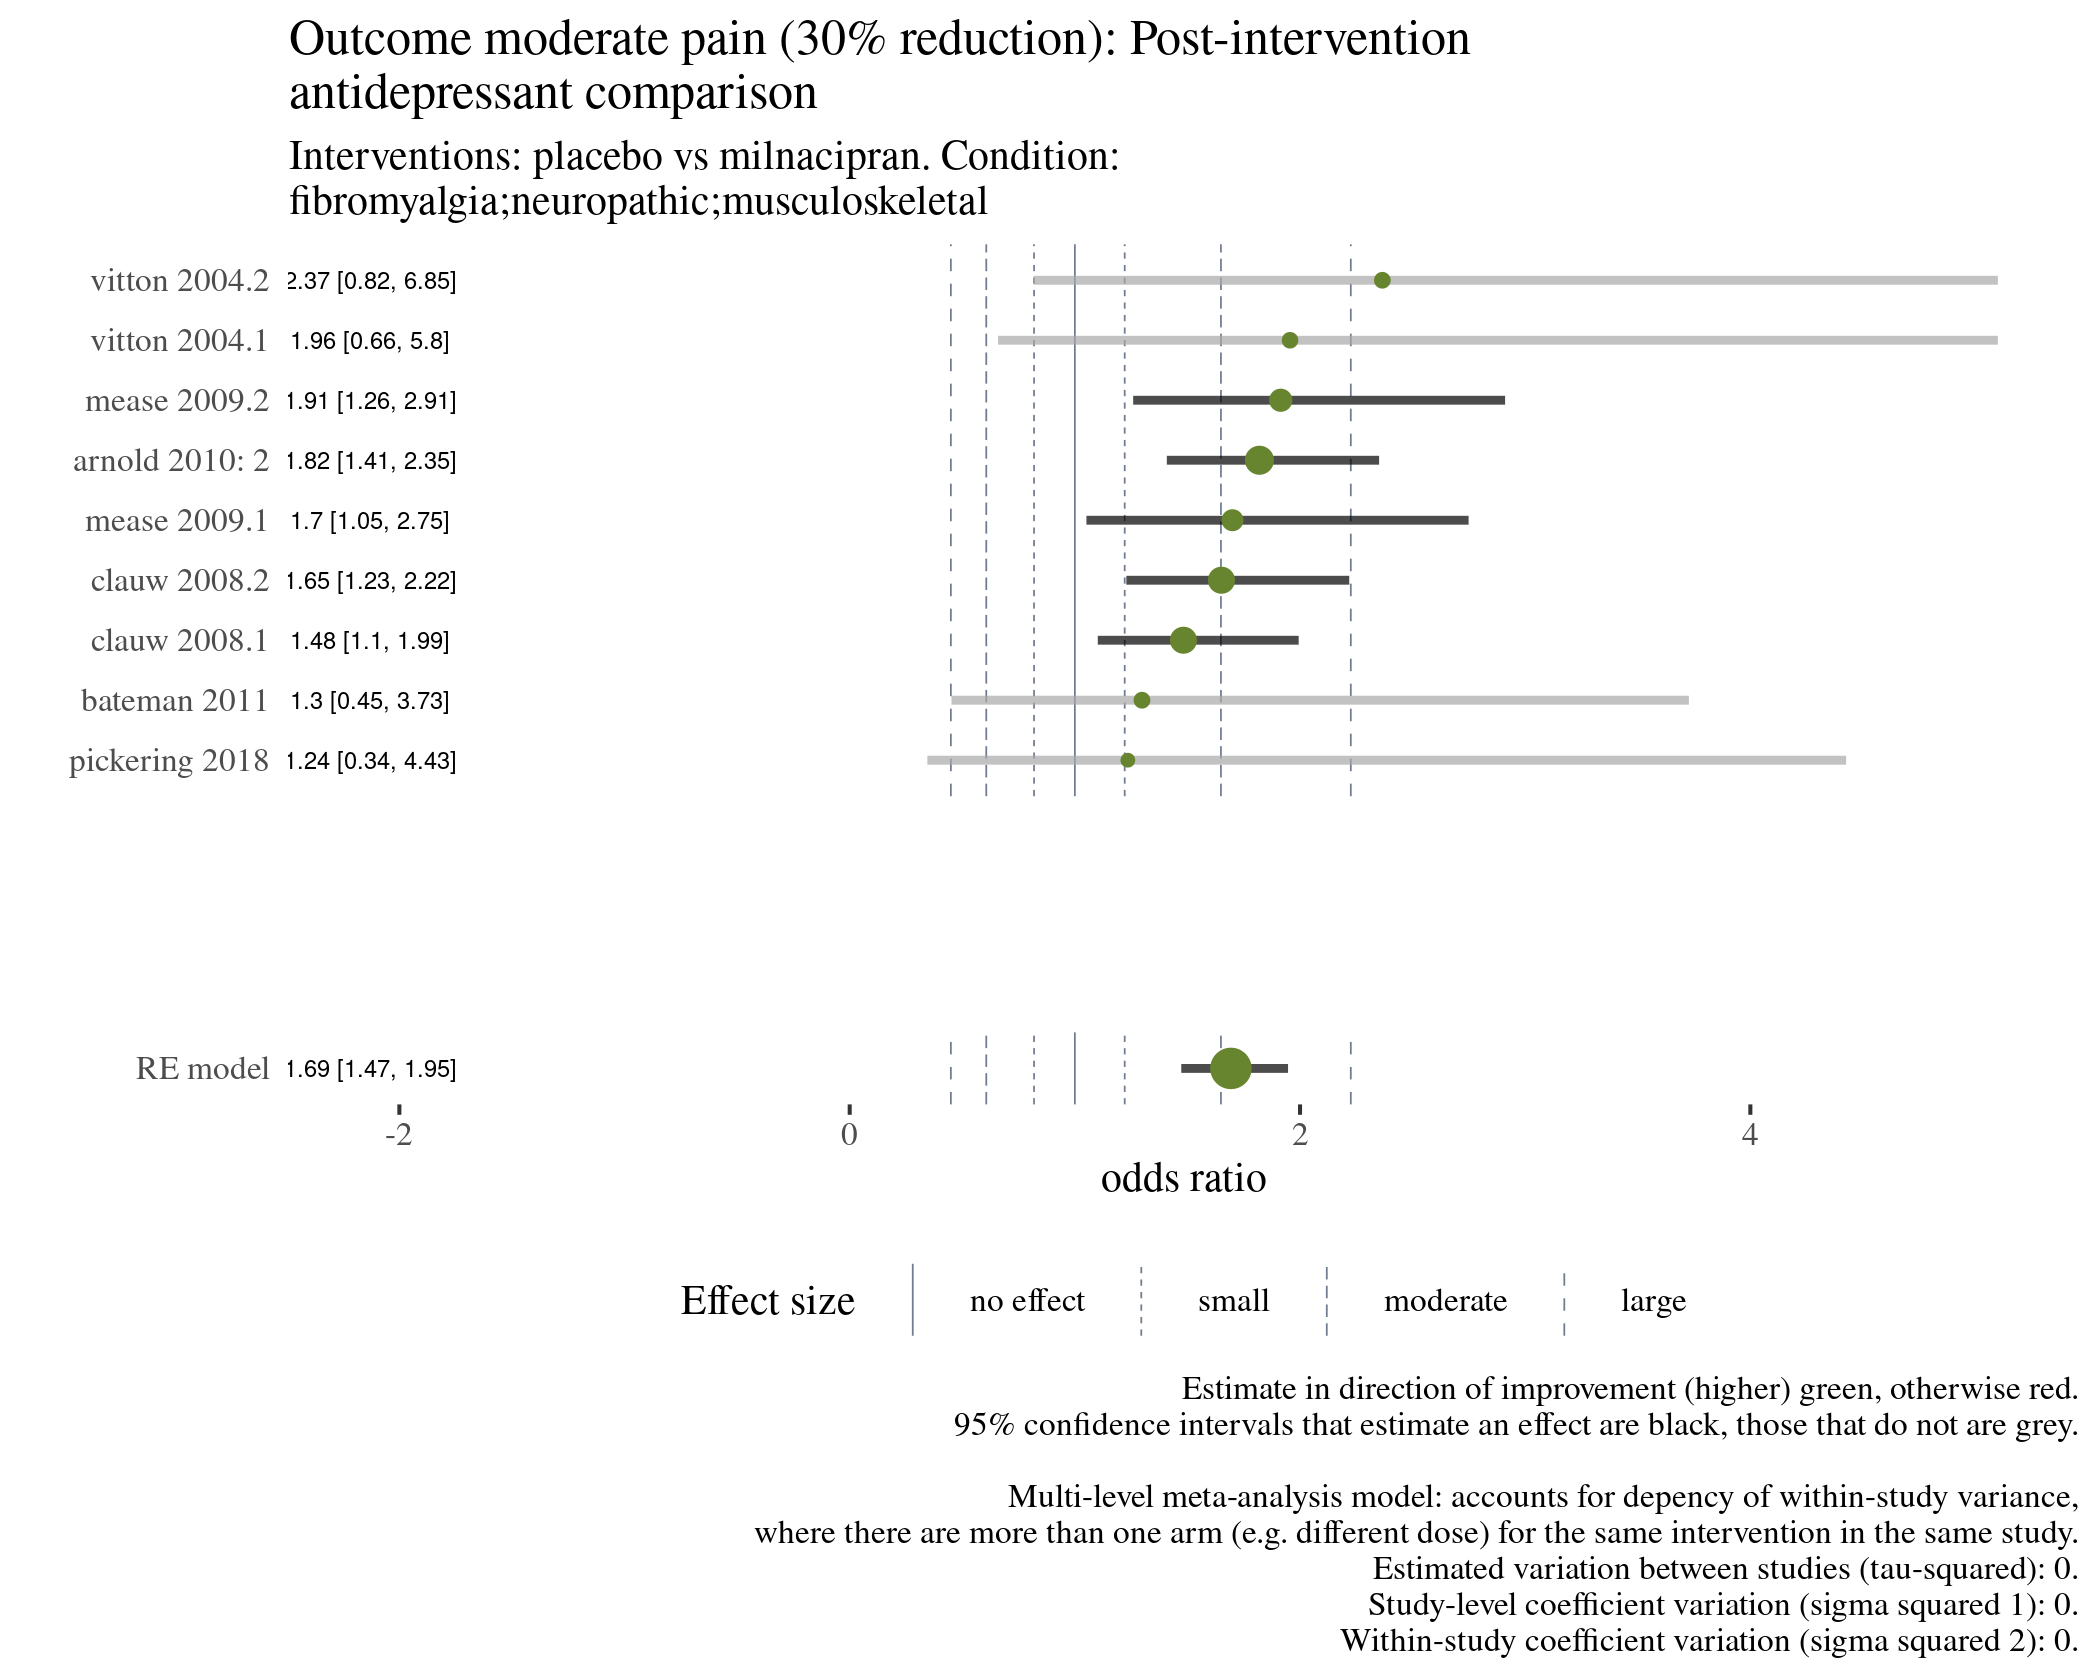 Outcome moderate pain (30% reduction): Post-intervention
antidepressant comparison
Interventions: placebo vs milnacipran. Condition:
fibromyalgia;neuropathic;musculoskeletal
vitton 2004.2 2.37 [0.82, 6.85]
vitton 2004.1 1.96 [0.66, 5.8]
mease 2009.2 1.91 [1.26, 2.91]
arnold 2010: 2 1.82 [1.41, 2.35]
mease 2009.1 1.7 [1.05, 2.75]
clauw 2008.2 1.65 [1.23, 2.22]
clauw 2008.1 1.48 [1.1, 1.99]
bateman 2011 1.3 [0.45, 3.73]
pickering 2018 1.24 [0.34, 4.43]
RE model 1.69 [1.47, 1.95]
-2 0 2 4
odds ratio
Effect size no effect small moderate large
Estimate in direction of improvement (higher) green, otherwise red.
95% confidence intervals that estimate an effect are black, those that do not are grey.
Multi-level meta-analysis model: accounts for depency of within-study variance,
where there are more than one arm (e.g. different dose) for the same intervention in the same study.
Estimated variation between studies (tau-squared): 0.
Study-level coefficient variation (sigma squared 1): 0.
Within-study coefficient variation (sigma squared 2): 0.